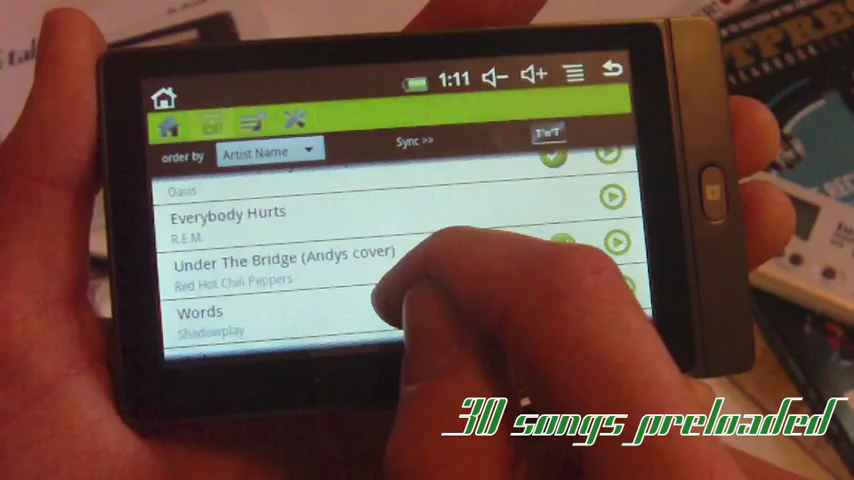 1:11
order by Artist Name Sync >> T'n'T
Oasis
Everybody Hurts
R.E.M.
Under The Bridge (Andys cover)
Red Hot Chili Peppers
Words
Shadowplay
30 songs preloaded